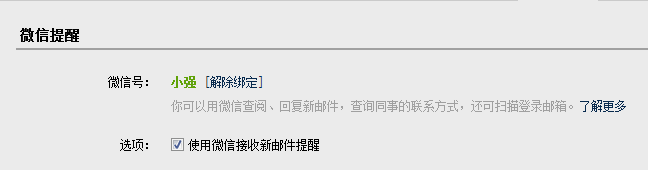 微信提醒
微信号： 小强 [解除绑定]
你可以用微信查阅、回复新邮件，查询同事的联系方式，还可扫描登录邮箱。了解更多
选项： 使用微信接收新邮件提醒